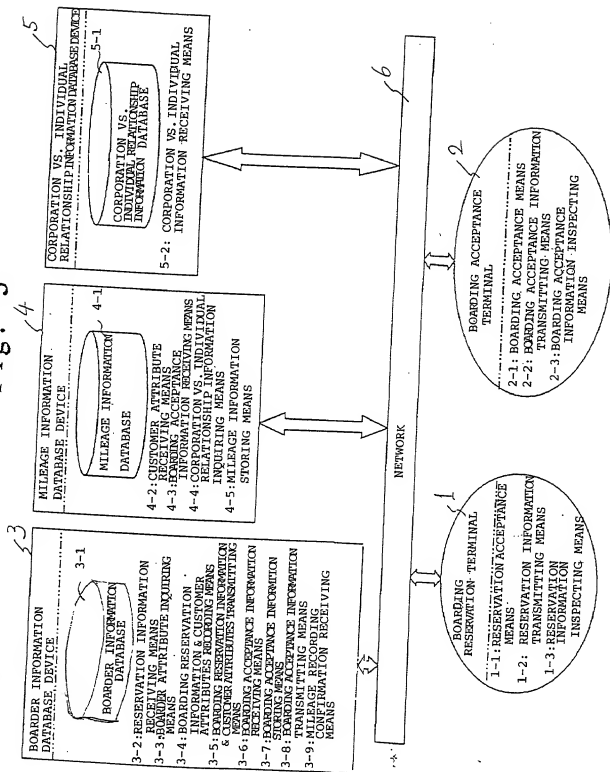 3
BOARDER INFORMATION
DATABASE DEVICE
3-1
BOARDER INFORMATION
DATABASE
3-2:RESERVATION INFORMATION
RECEIVING MEANS
3-3:BOARDER ATTRIBUTE INQUIRING
MEANS
3-4:BOARDING RESERVATION
INFORMATION & CUSTOMER
ATTRIBUTES RECORDING MEANS
3-5:BOARDING RESERVATION INFORMATION
& CUSTOMER ATTRIBUTES TRANSMITTING
MEANS
3-6:BOARDING ACCEPTANCE INFORMATION
RECEIVING MEANS
3-7:BOARDING ACCEPTANCE INFORMATION
STORING MEANS
3-8:BOARDING ACCEPTANCE INFORMATION
TRANSMITTING MEANS
3-9:MILEAGE RECORDING
CONFIRMATION RECEIVING
MEANS
4
MILEAGE INFORMATION
DATABASE DEVICE
4-1
MILEAGE INFORMATION
DATABASE
4-2:CUSTOMER ATTRIBUTE
RECEIVING MEANS
4-3:BOARDING ACCEPTANCE
INFORMATION RECEIVING MEANS
4-4:CORPORATION VS. INDIVIDUAL
RELATIONSHIP INFORMATION
INQUIRING MEANS
4-5:MILEAGE INFORMATION
STORING MEANS
5
CORPORATION VS. INDIVIDUAL
RELATIONSHIP INFORMATION DATABASE DEVICE
5-1
CORPORATION VS.
INDIVIDUAL RELATIONSHIP
INFORMATION DATABASE
5-2: CORPORATION VS. INDIVIDUAL
INFORMATION RECEIVING MEANS
NETWORK
6
1
BOARDING
RESERVATION TERMINAL
1-1:RESERVATION ACCEPTANCE
MEANS
1-2: RESERVATION INFORMATION
TRANSMITTING MEANS
1-3:RESERVATION
INFORMATION
INSPECTING MEANS
2
BOARDING ACCEPTANCE
TERMINAL
2-1:BOARDING ACCEPTANCE MEANS
2-2:BOARDING ACCEPTANCE INFORMATION
TRANSMITTING MEANS
2-3:BOARDING ACCEPTANCE
INFORMATION INSPECTING
MEANS